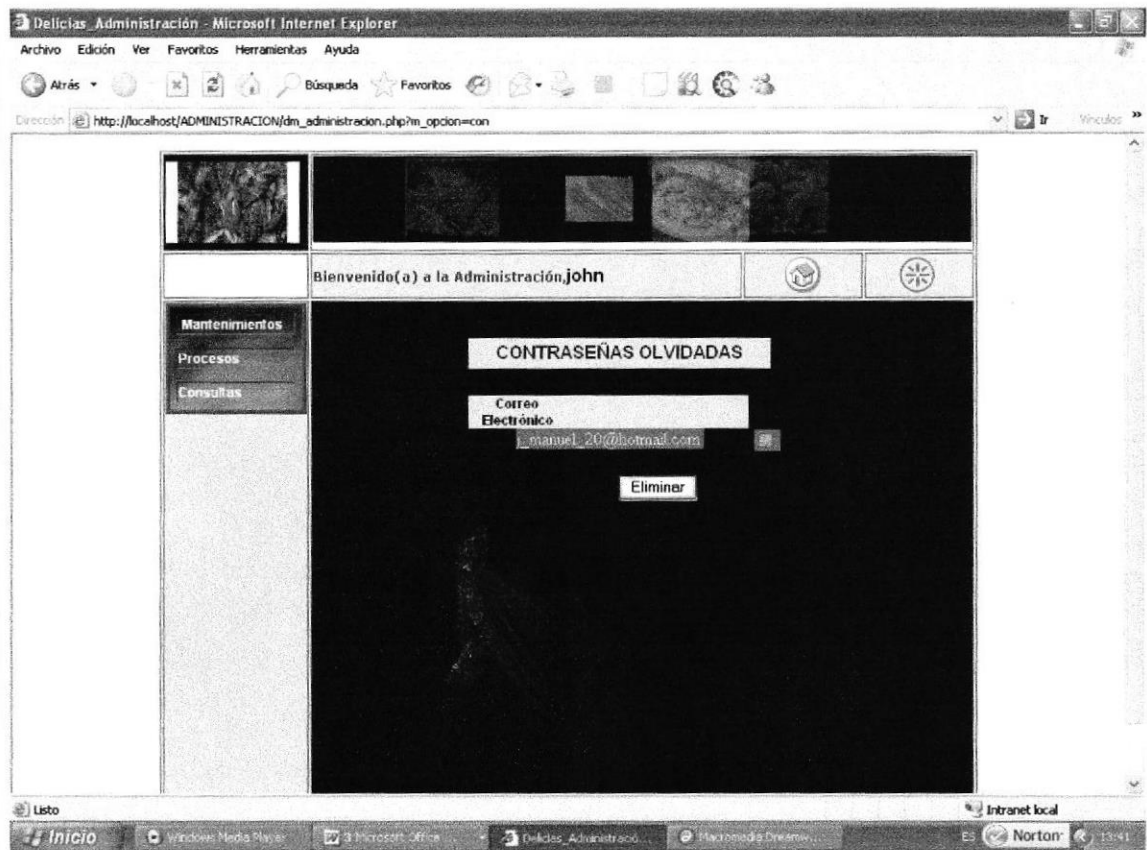 Delicias_Administración - Microsoft Internet Explorer
Archivo Edición Ver Favoritos Herramientas Ayuda
Atrás Búsqueda Favoritos
Dirección http://localhost/ADMINISTRACION/dm_administracion.php?m_opcion=con Ir Vínculos »
Bienvenido(a) a la Administración,john
Mantenimientos
Procesos
Consultas
CONTRASEÑAS OLVIDADAS
Correo
Electrónico
j_manuel_20@hotmail.com
Eliminar
Listo Intranet local
Inicio Windows Media Player 3 Microsoft Office Delicias_Administració... Macromedia Dreamw... ES Norton 13:41